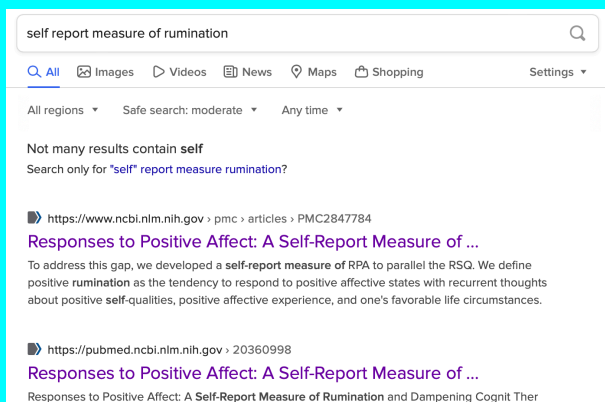 self report measure of rumination
All Images Videos News Maps Shopping Settings ▼
All regions ▼ Safe search: moderate ▼ Any time ▼
Not many results contain self
Search only for "self" report measure rumination?
https://www.ncbi.nlm.nih.gov › pmc › articles › PMC2847784
Responses to Positive Affect: A Self-Report Measure of ...
To address this gap, we developed a self-report measure of RPA to parallel the RSQ. We define
positive rumination as the tendency to respond to positive affective states with recurrent thoughts
about positive self-qualities, positive affective experience, and one's favorable life circumstances.
https://pubmed.ncbi.nlm.nih.gov › 20360998
Responses to Positive Affect: A Self-Report Measure of ...
Responses to Positive Affect: A Self-Report Measure of Rumination and Dampening Cognit Ther